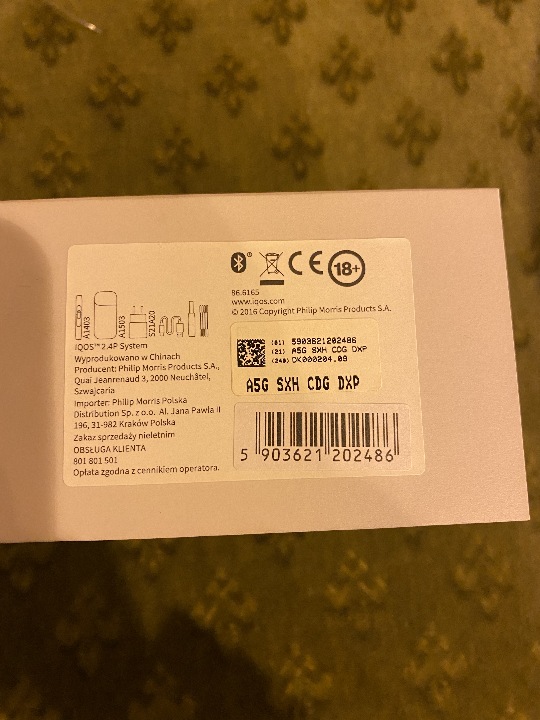 A1403
A1503
S21A20
IQOS™ 2.4P System
Wyprodukowano w Chinach
Producent: Philip Morris Products S.A.,
Quai Jeanrenaud 3, 2000 Neuchâtel,
Szwajcaria
Importer: Philip Morris Polska
Distribution Sp. z o.o. Al. Jana Pawła II
196, 31-982 Kraków Polska
Zakaz sprzedaży nieletnim
OBSŁUGA KLIENTA
801 801 501
Opłata zgodna z cennikiem operatora.
CE 18+
86.6165
www.iqos.com
© 2016 Copyright Philip Morris Products S.A.
(01) 5903621202486
(21) A5G SXH CDG DXP
(240) DK000204.09
A5G SXH CDG DXP
5 903621 202486